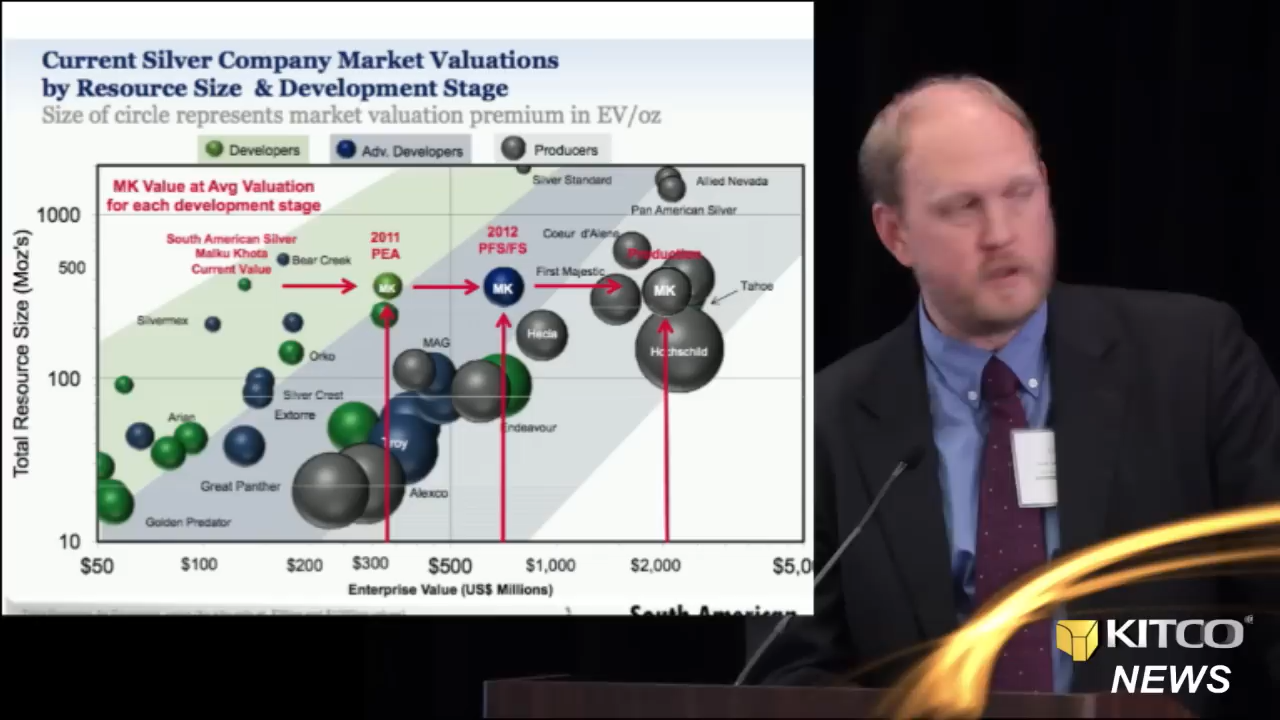 Current Silver Company Market Valuations
by Resource Size & Development Stage
Size of circle represents market valuation premium in EV/oz
Developers
Adv. Developers
Producers
MK Value at Avg Valuation
for each development stage
Silver Standard
Allied Nevada
Pan American Silver
1000
South American Silver
Malku Khota
Current Value
2011
PEA
2012
PFS/FS
Coeur d'Alene
Production
Bear Creek
500
First Majestic
MK
MK
MK
Tahoe
Silvermex
Orko
MAG
Hecla
Hochschild
100
Silver Crest
Extorre
Arian
Endeavour
Troy
Great Panther
Alexco
Golden Predator
10
Total Resource Size (Moz's)
$50
$100
$200
$300
$500
$1,000
$2,000
$5,0
Enterprise Value (US$ Millions)
South American
KITCO
NEWS